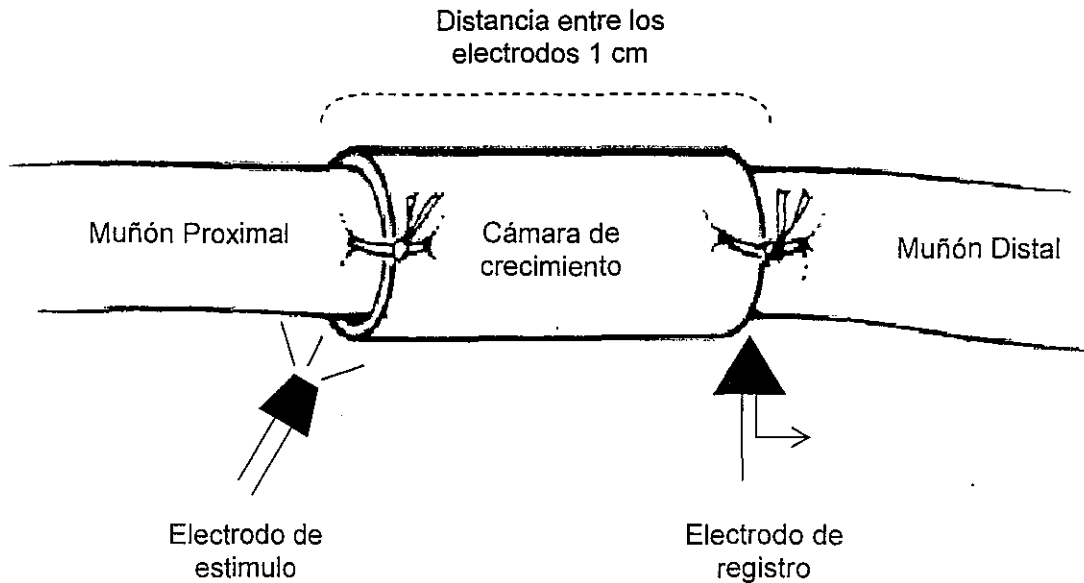 Distancia entre los
electrodos 1 cm
Muñón Proximal
Cámara de
crecimiento
Muñón Distal
Electrodo de
estimulo
Electrodo de
registro